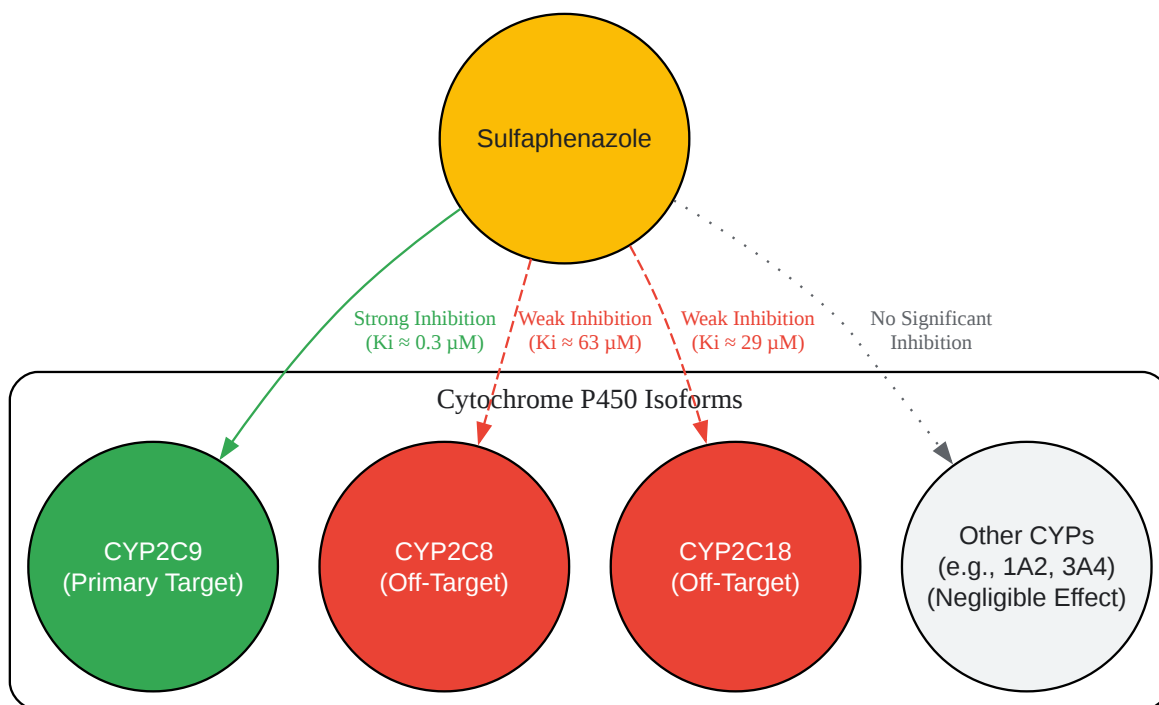 Sulfaphenazole
Strong Inhibition
(Ki ≈ 0.3 µM)
Weak Inhibition
(Ki ≈ 63 µM)
Weak Inhibition
(Ki ≈ 29 µM)
No Significant
Inhibition
Cytochrome P450 Isoforms
CYP2C9
(Primary Target)
CYP2C8
(Off-Target)
CYP2C18
(Off-Target)
Other CYPs
(e.g., 1A2, 3A4)
(Negligible Effect)